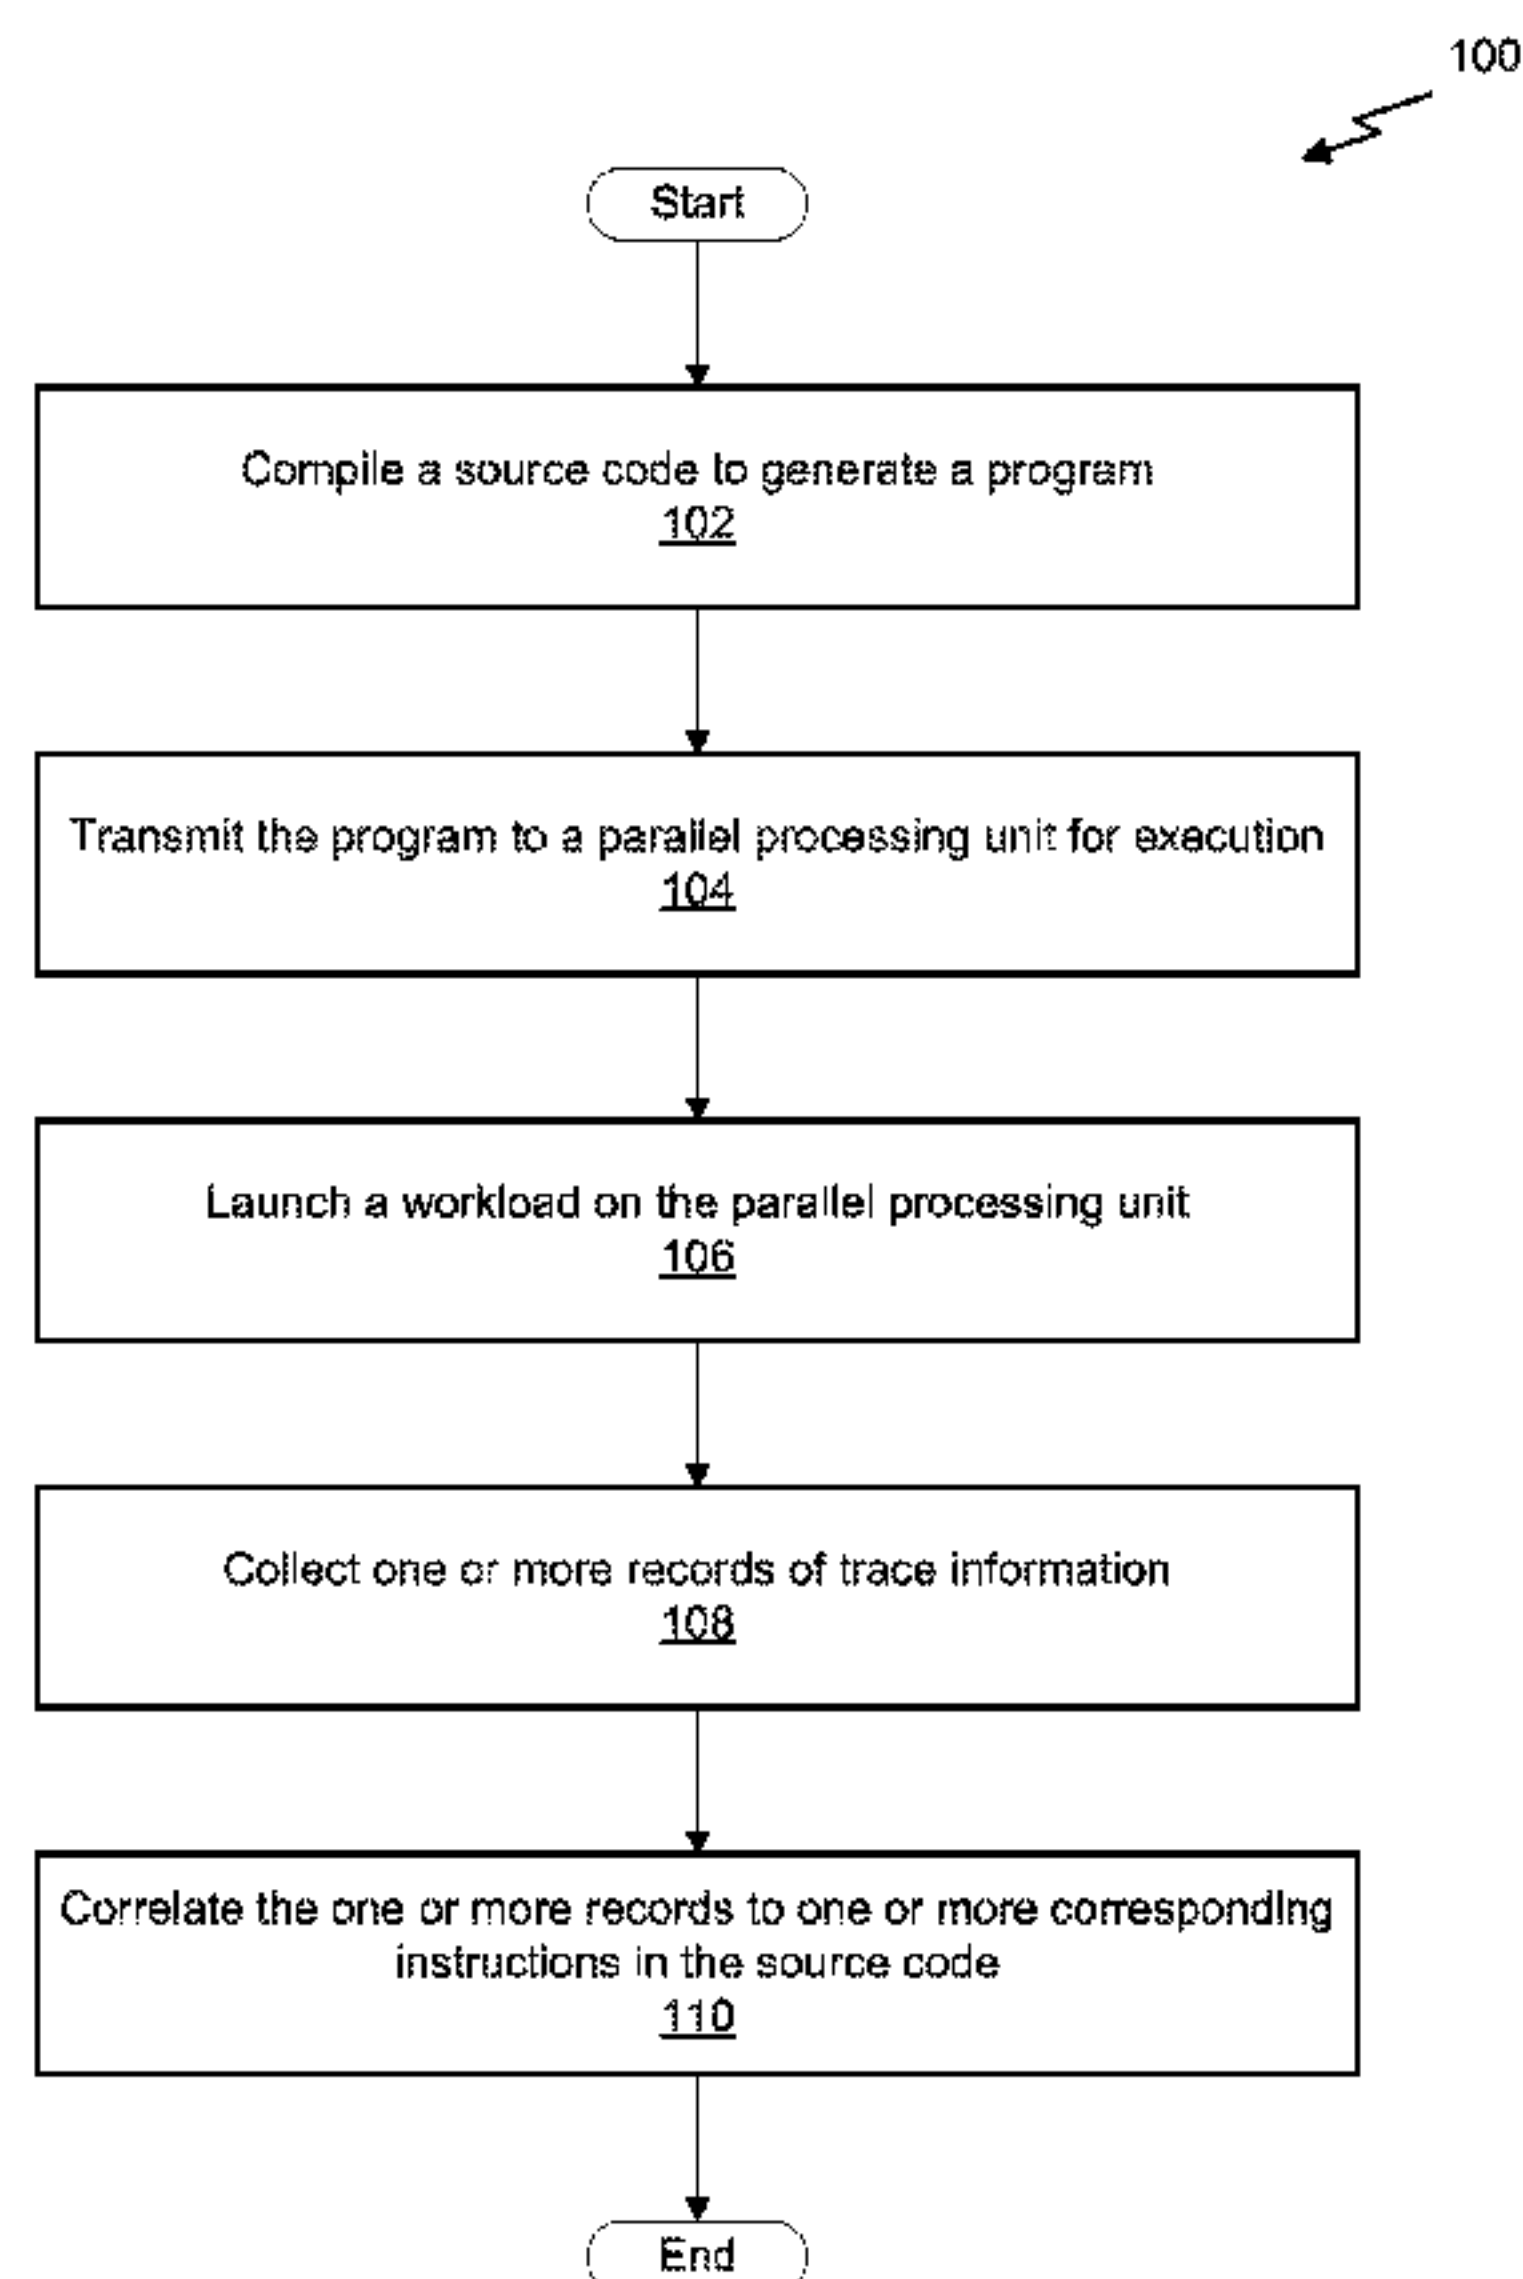 100
Start
Compile a source code to generate a program
102
Transmit the program to a parallel processing unit for execution
104
Launch a workload on the parallel processing unit
106
Collect one or more records of trace information
108
Correlate the one or more records to one or more corresponding
instructions in the source code
110
End